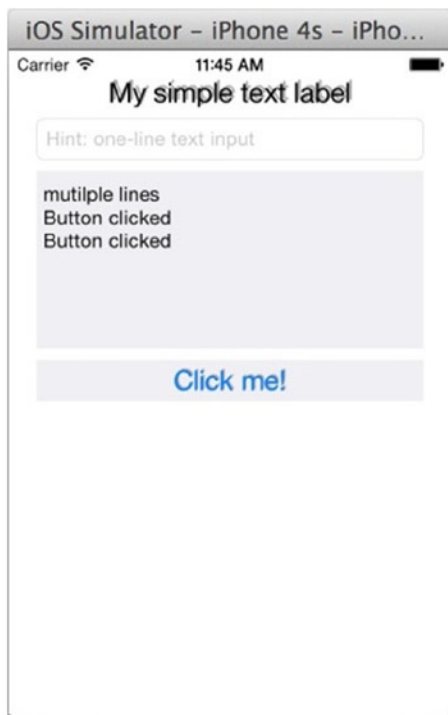 iOS Simulator – iPhone 4s – iPho...
Carrier 11:45 AM
My simple text label
Hint: one-line text input
mutilple lines
Button clicked
Button clicked
Click me!